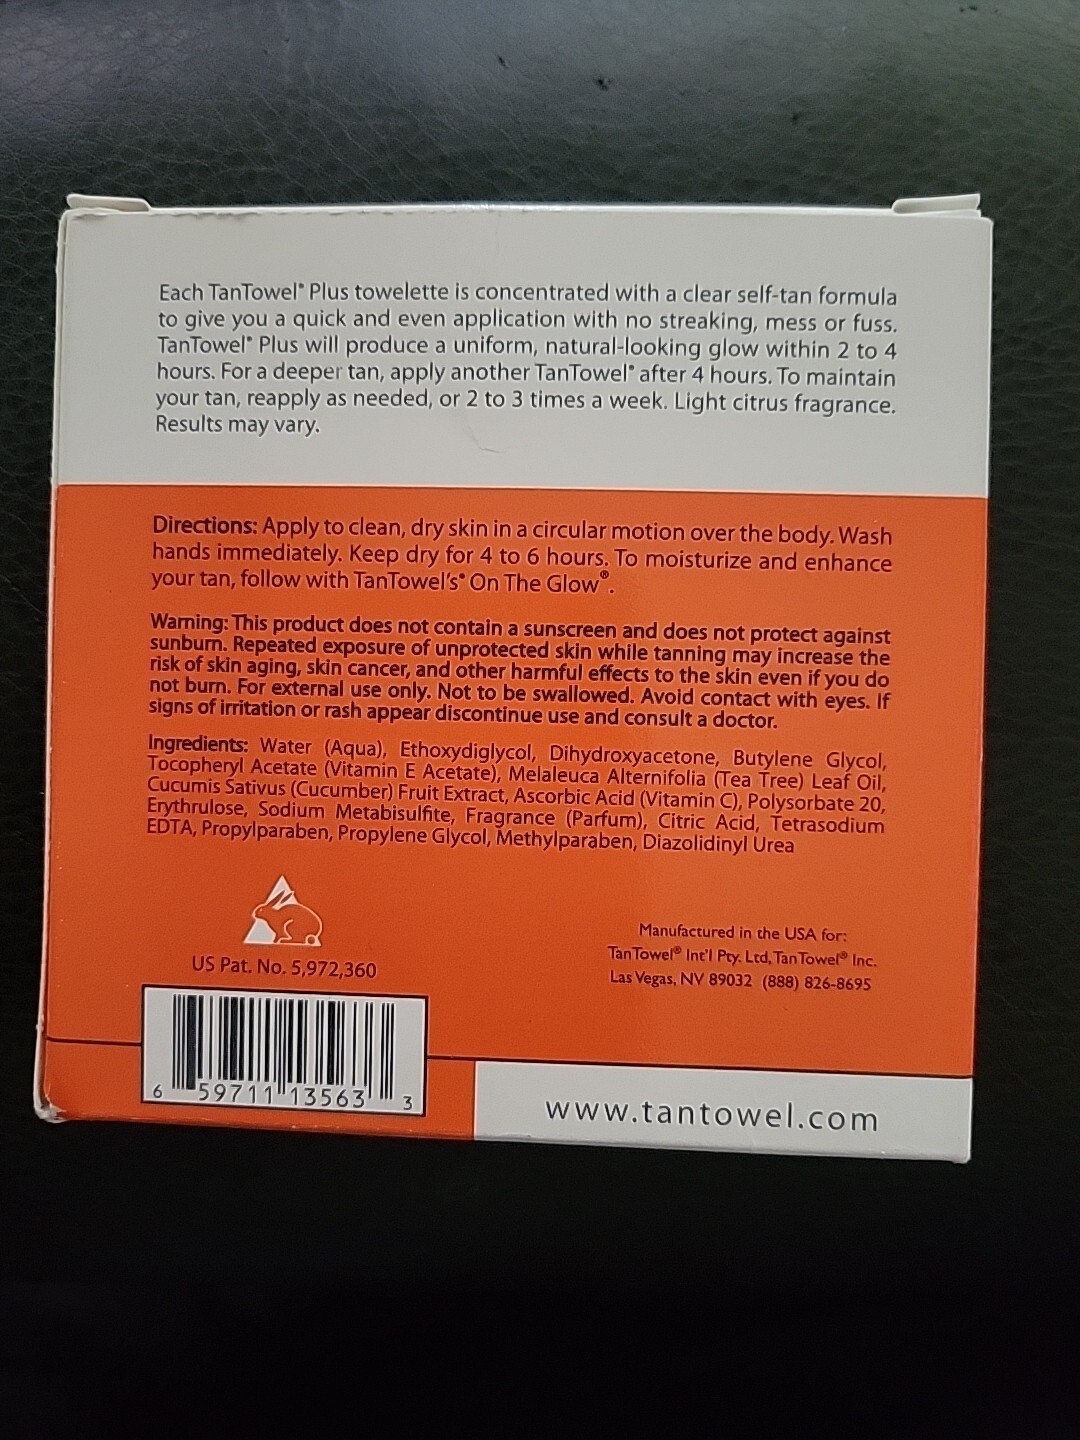 Each TanTowel® Plus towelette is concentrated with a clear self-tan formula
to give you a quick and even application with no streaking, mess or fuss.
TanTowel® Plus will produce a uniform, natural-looking glow within 2 to 4
hours. For a deeper tan, apply another TanTowel® after 4 hours. To maintain
your tan, reapply as needed, or 2 to 3 times a week. Light citrus fragrance.
Results may vary.
Directions: Apply to clean, dry skin in a circular motion over the body. Wash
hands immediately. Keep dry for 4 to 6 hours. To moisturize and enhance
your tan, follow with TanTowel's® On The Glow®.
Warning: This product does not contain a sunscreen and does not protect against
sunburn. Repeated exposure of unprotected skin while tanning may increase the
risk of skin aging, skin cancer, and other harmful effects to the skin even if you do
not burn. For external use only. Not to be swallowed. Avoid contact with eyes. If
signs of irritation or rash appear discontinue use and consult a doctor.
Ingredients: Water (Aqua), Ethoxydiglycol, Dihydroxyacetone, Butylene Glycol,
Tocopheryl Acetate (Vitamin E Acetate), Melaleuca Alternifolia (Tea Tree) Leaf Oil,
Cucumis Sativus (Cucumber) Fruit Extract, Ascorbic Acid (Vitamin C), Polysorbate 20,
Erythrulose, Sodium Metabisulfite, Fragrance (Parfum), Citric Acid, Tetrasodium
EDTA, Propylparaben, Propylene Glycol, Methylparaben, Diazolidinyl Urea
US Pat. No. 5,972,360
Manufactured in the USA for:
TanTowel® Int'l Pty. Ltd, TanTowel® Inc.
Las Vegas, NV 89032 (888) 826-8695
6 59711 13563 3
www.tantowel.com